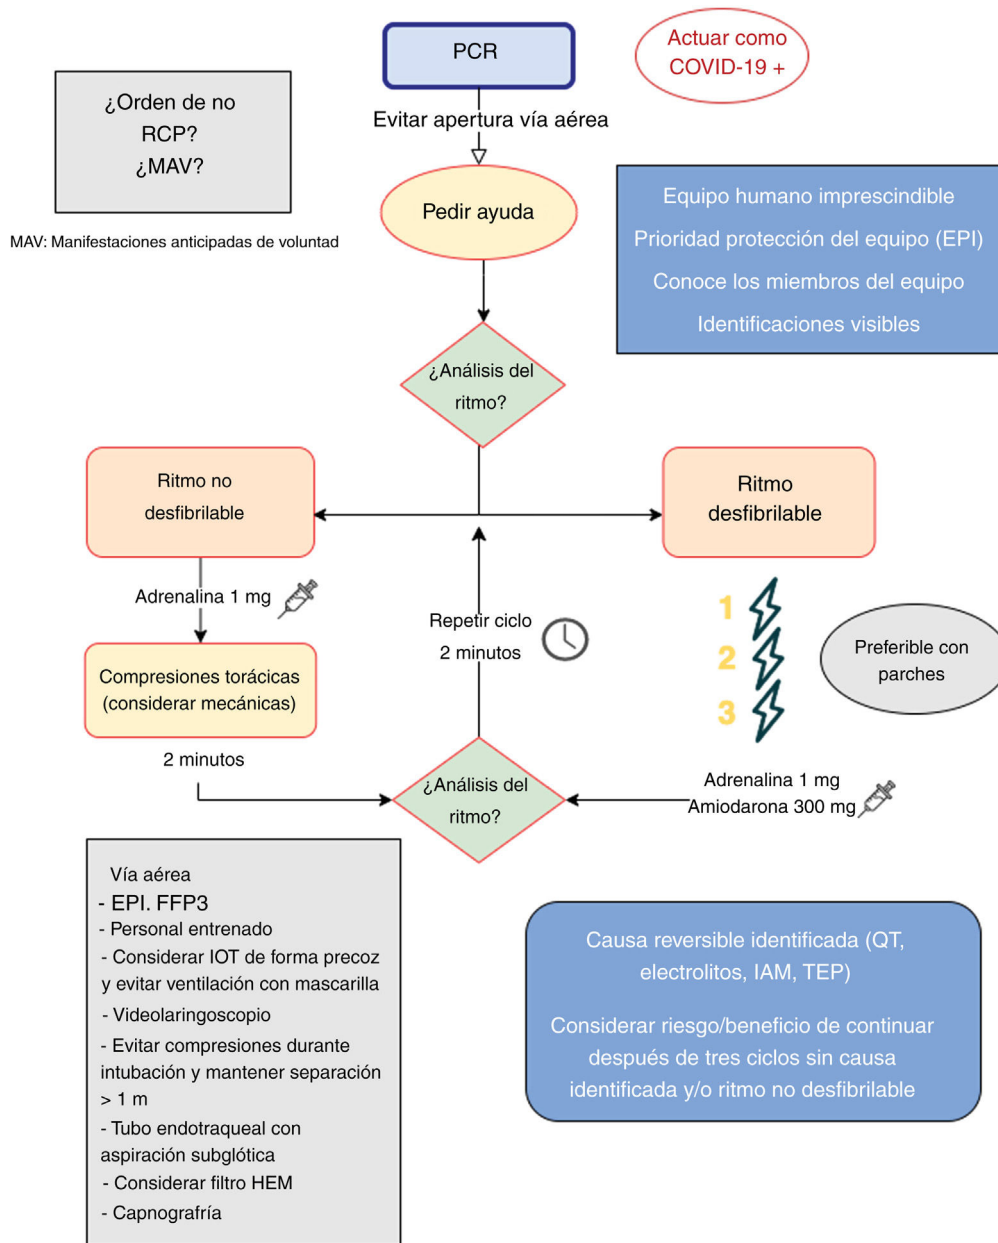 PCR
Actuar como
COVID-19 +
¿Orden de no
RCP?
¿MAV?
Evitar apertura vía aérea
MAV: Manifestaciones anticipadas de voluntad
Pedir ayuda
Equipo humano imprescindible
Prioridad protección del equipo (EPI)
Conoce los miembros del equipo
Identificaciones visibles
¿Análisis del
ritmo?
Ritmo no
desfibrilable
Ritmo
desfibrilable
Adrenalina 1 mg
Compresiones torácicas
(considerar mecánicas)
2 minutos
Repetir ciclo
2 minutos
1
2
3
Preferible con
parches
¿Análisis del
ritmo?
Adrenalina 1 mg
Amiodarona 300 mg
Vía aérea
- EPI. FFP3
- Personal entrenado
- Considerar IOT de forma precoz
y evitar ventilación con mascarilla
- Videolaringoscopio
- Evitar compresiones durante
intubación y mantener separación
> 1 m
- Tubo endotraqueal con
aspiración subglótica
- Considerar filtro HEM
- Capnografría
Causa reversible identificada (QT,
electrolitos, IAM, TEP)
Considerar riesgo/beneficio de continuar
después de tres ciclos sin causa
identificada y/o ritmo no desfibrilable